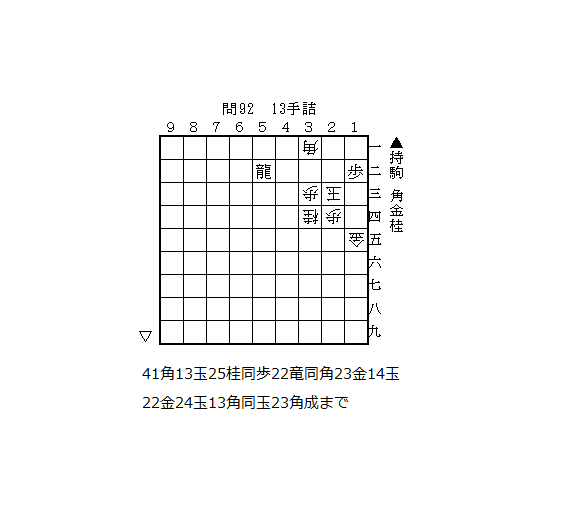 問92 13手詰
9 8 7 6 5 4 3 2 1
角 一
龍 歩 二
歩 玉 三
桂 歩 四
金 五
六
七
八
九
▲持駒 角金桂
▽
41角13玉25桂同歩22竜同角23金14玉
22金24玉13角同玉23角成まで